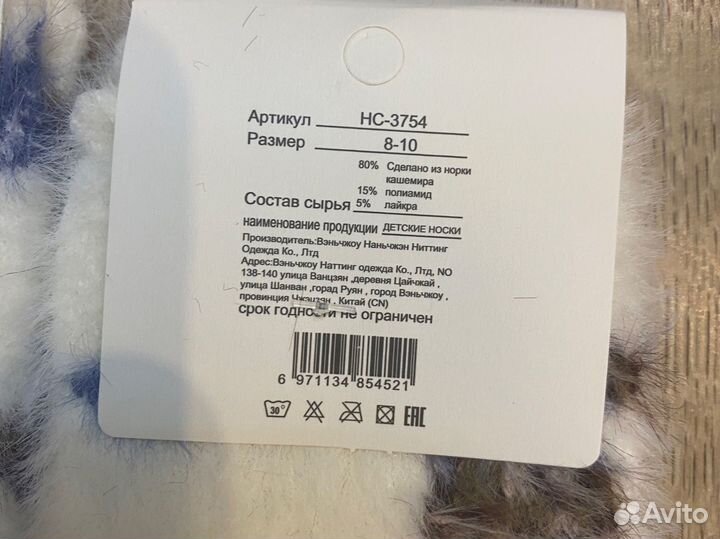 Артикул НС-3754
Размер 8-10
80% Сделано из норки
кашемира
15% полиамид
Состав сырья 5% лайкра
наименование продукции ДЕТСКИЕ НОСКИ
Производитель:Вэньчжоу Наньчжэн Ниттинг
Одежда Ко., Лтд
Адрес:Вэньчжоу Наттинг одежда Ко., Лтд, NO
138-140 улица Ванцзян ,деревня Цайчжай ,
улица Шанван ,горад Руян , город Вэньчжоу ,
провинция Чжэцзян , Китай (CN)
срок годности не ограничен
6 971134 854521
30° EAC
Avito